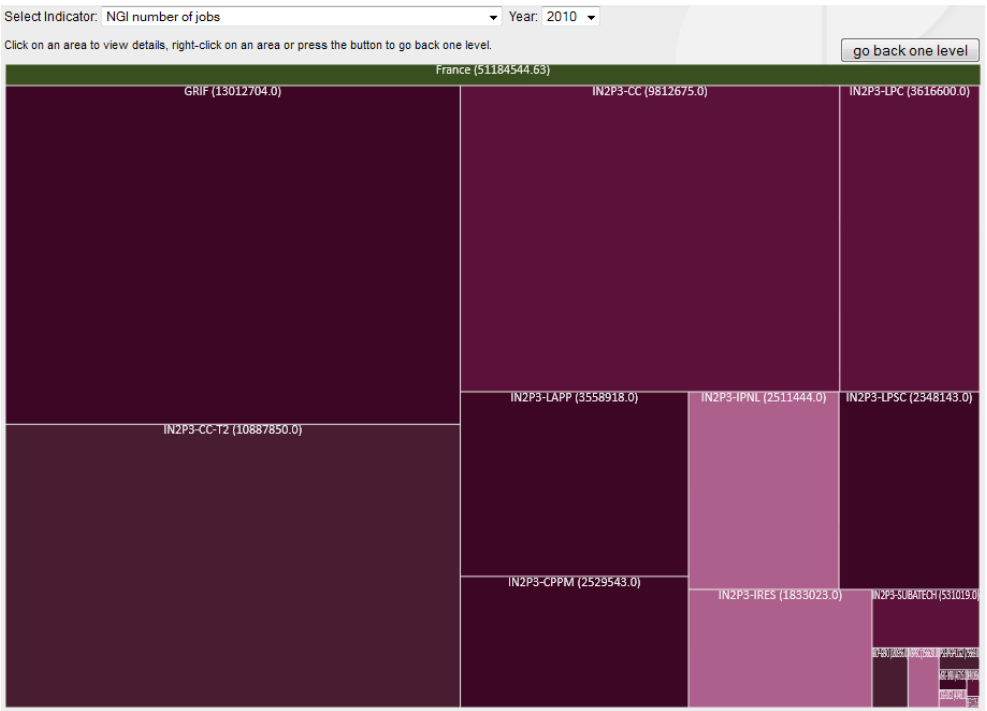 Select Indicator: NGI number of jobs Year: 2010
Click on an area to view details, right-click on an area or press the button to go back one level.
go back one level
France (51184544.63)
GRIF (13012704.0)
IN2P3-CC (9812675.0)
IN2P3-LPC (3616600.0)
IN2P3-LAPP (3558918.0)
IN2P3-IPNL (2511444.0)
IN2P3-LPSC (2348143.0)
IN2P3-CC-T2 (10887850.0)
IN2P3-CPPM (2529543.0)
IN2P3-IRES (1833023.0)
IN2P3-SUBATECH (531019.0)